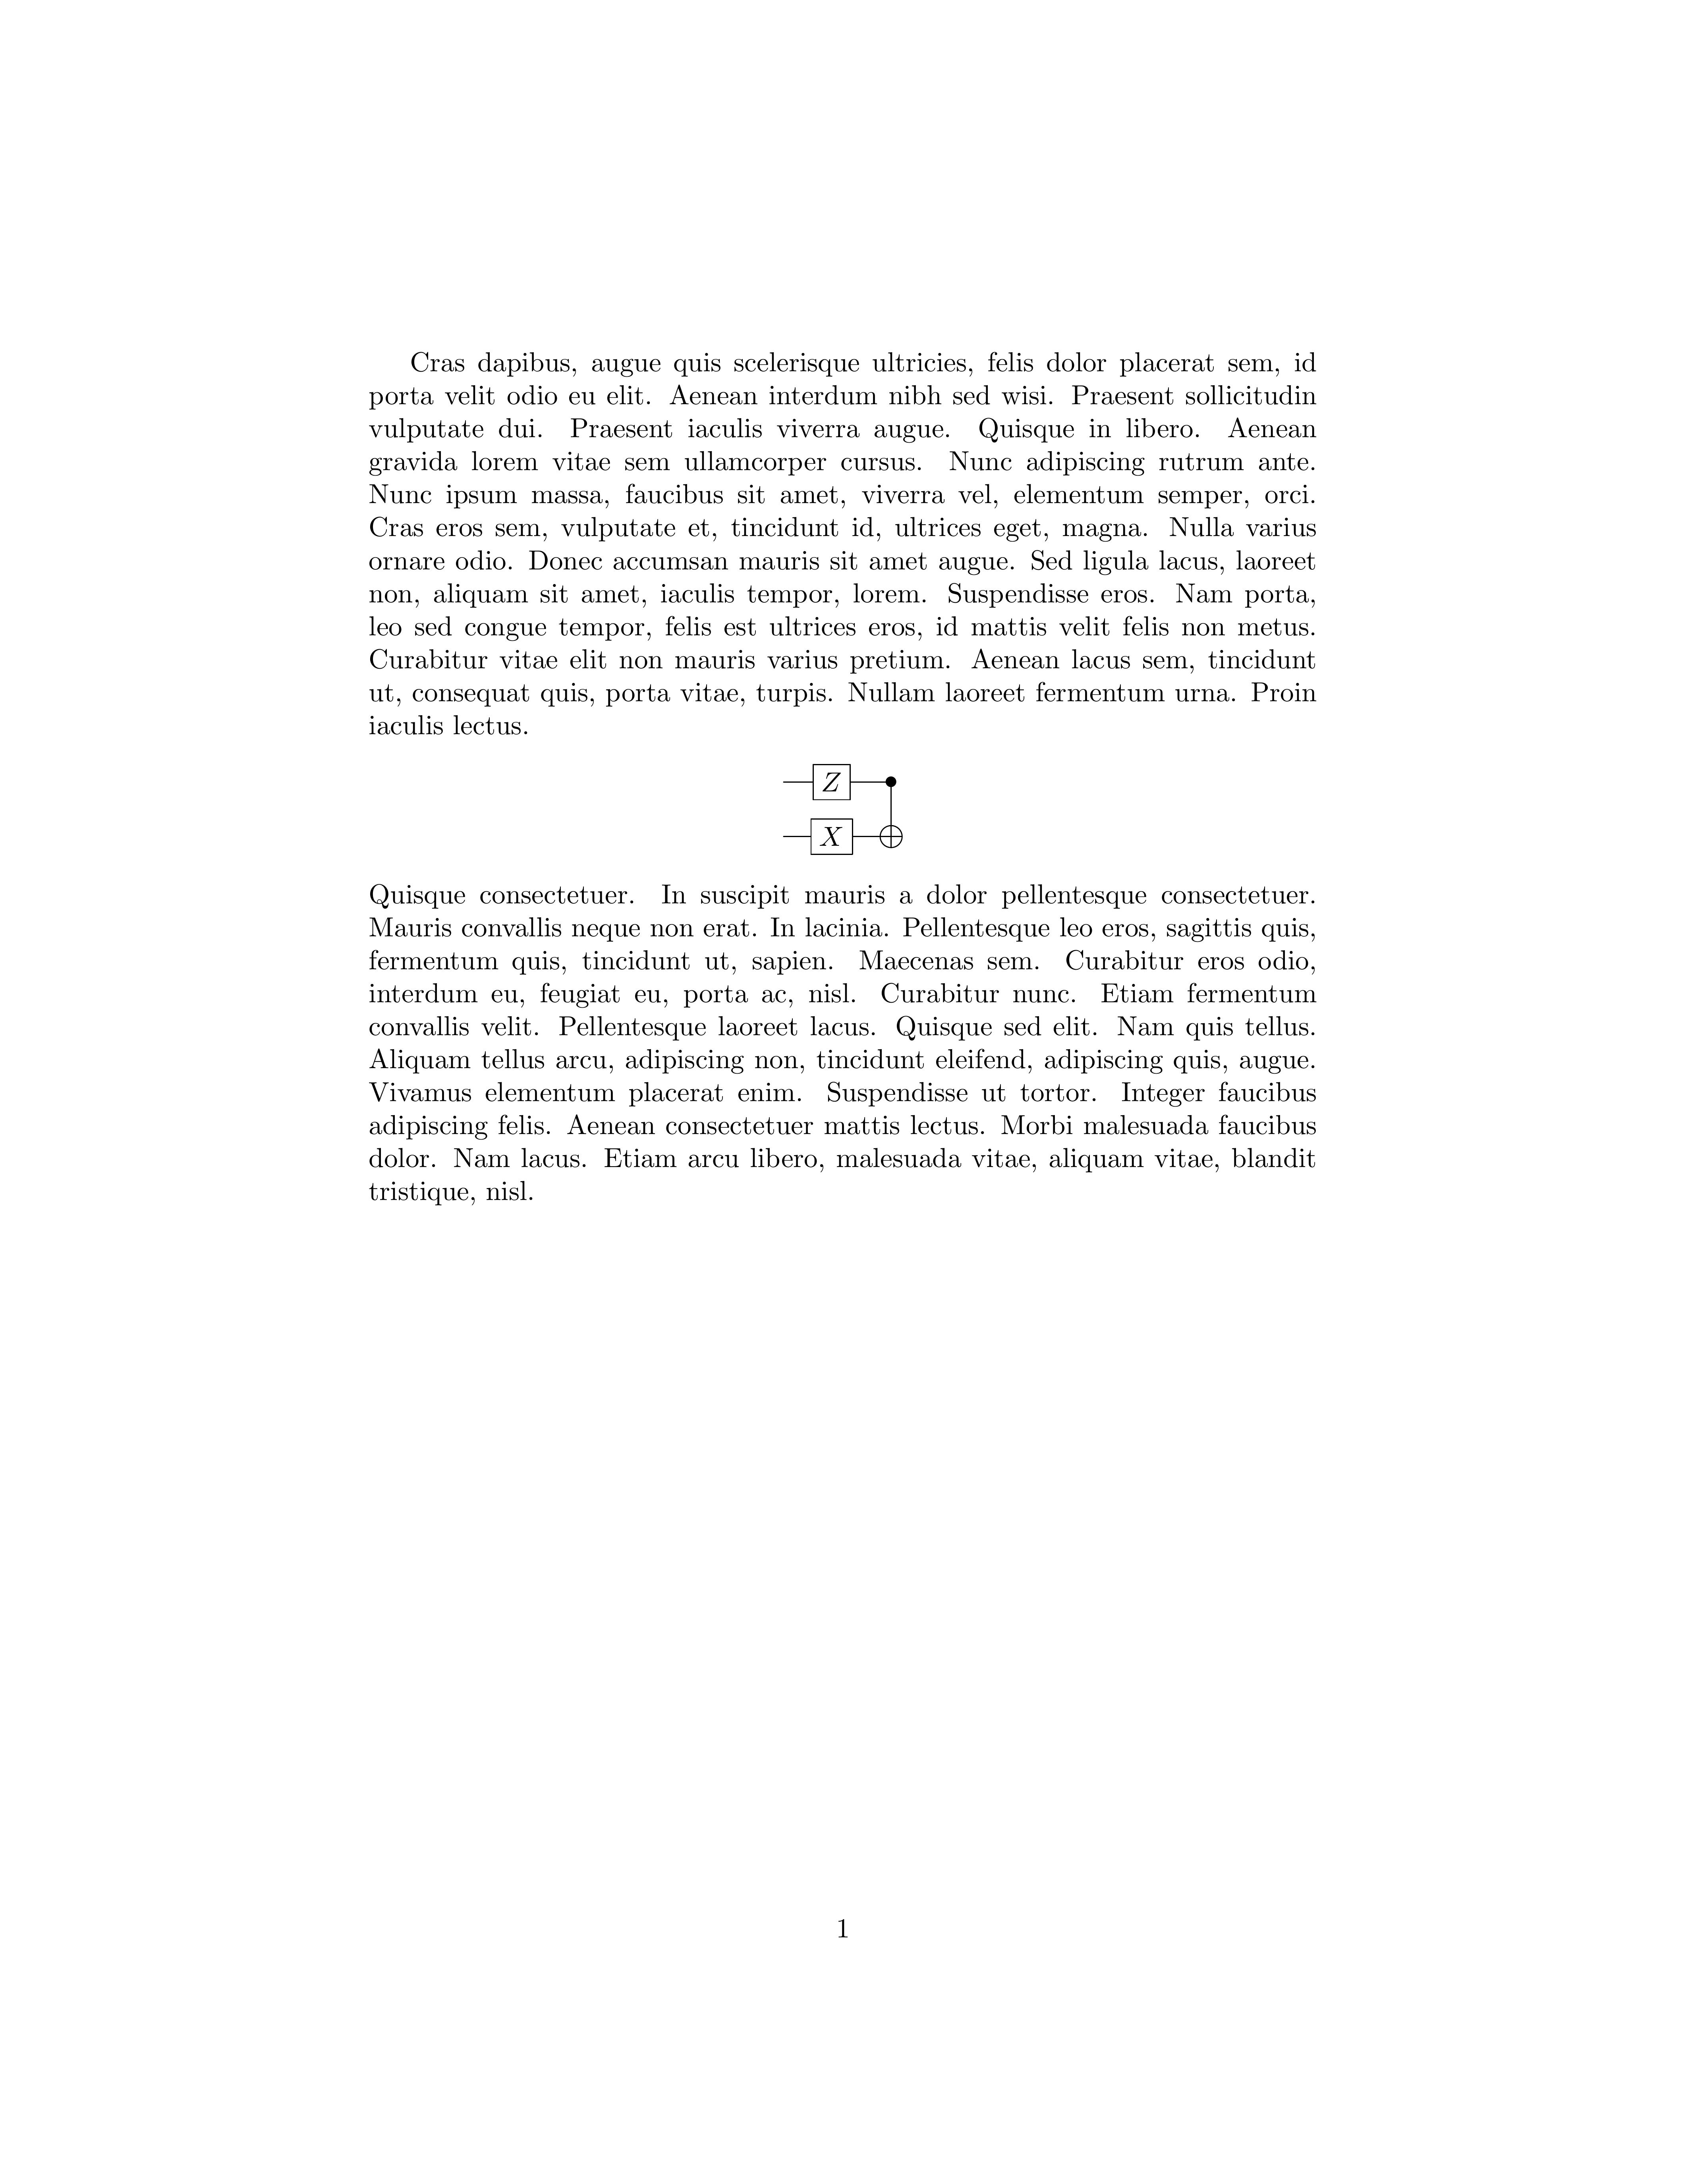 Cras dapibus, augue quis scelerisque ultricies, felis dolor placerat sem, id
porta velit odio eu elit. Aenean interdum nibh sed wisi. Praesent sollicitudin
vulputate dui. Praesent iaculis viverra augue. Quisque in libero. Aenean
gravida lorem vitae sem ullamcorper cursus. Nunc adipiscing rutrum ante.
Nunc ipsum massa, faucibus sit amet, viverra vel, elementum semper, orci.
Cras eros sem, vulputate et, tincidunt id, ultrices eget, magna. Nulla varius
ornare odio. Donec accumsan mauris sit amet augue. Sed ligula lacus, laoreet
non, aliquam sit amet, iaculis tempor, lorem. Suspendisse eros. Nam porta,
leo sed congue tempor, felis est ultrices eros, id mattis velit felis non metus.
Curabitur vitae elit non mauris varius pretium. Aenean lacus sem, tincidunt
ut, consequat quis, porta vitae, turpis. Nullam laoreet fermentum urna. Proin
iaculis lectus.
Z
X
Quisque consectetuer. In suscipit mauris a dolor pellentesque consectetuer.
Mauris convallis neque non erat. In lacinia. Pellentesque leo eros, sagittis quis,
fermentum quis, tincidunt ut, sapien. Maecenas sem. Curabitur eros odio,
interdum eu, feugiat eu, porta ac, nisl. Curabitur nunc. Etiam fermentum
convallis velit. Pellentesque laoreet lacus. Quisque sed elit. Nam quis tellus.
Aliquam tellus arcu, adipiscing non, tincidunt eleifend, adipiscing quis, augue.
Vivamus elementum placerat enim. Suspendisse ut tortor. Integer faucibus
adipiscing felis. Aenean consectetuer mattis lectus. Morbi malesuada faucibus
dolor. Nam lacus. Etiam arcu libero, malesuada vitae, aliquam vitae, blandit
tristique, nisl.
1